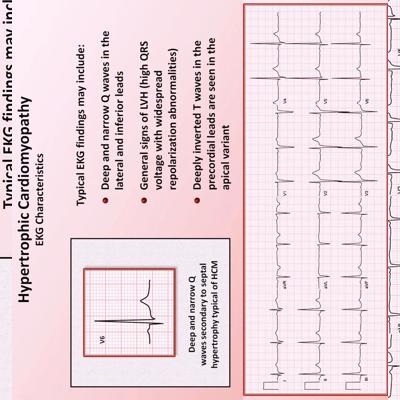 Typical EKG findings may incl
Hypertrophic Cardiomyopathy
EKG Characteristics
Typical EKG findings may include:
Deep and narrow Q waves in the
lateral and inferior leads
General signs of LVH (high QRS
voltage with widespread
repolarization abnormalities)
Deeply inverted T waves in the
precordial leads are seen in the
apical variant
V6
Deep and narrow Q
waves secondary to septal
hypertrophy typical of HCM
I
aVR
V1
V4
II
aVL
V2
V5
III
aVF
V3
V6